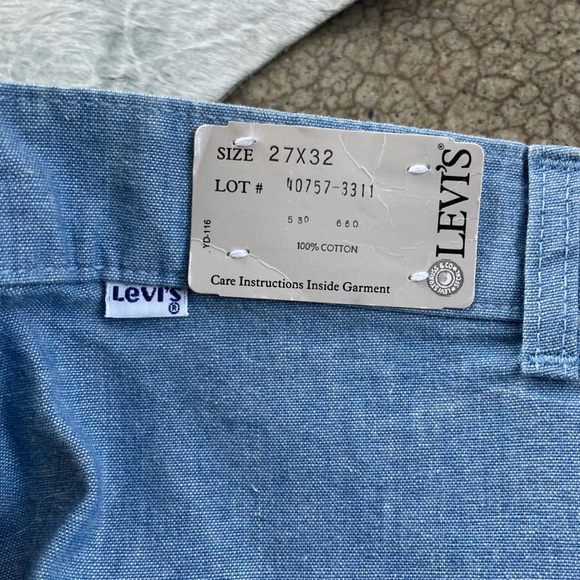 SIZE 27X32
LOT # 40757-3311
530 660
100% COTTON
Care Instructions Inside Garment
YD-116
LEVI'S®
Levi's®